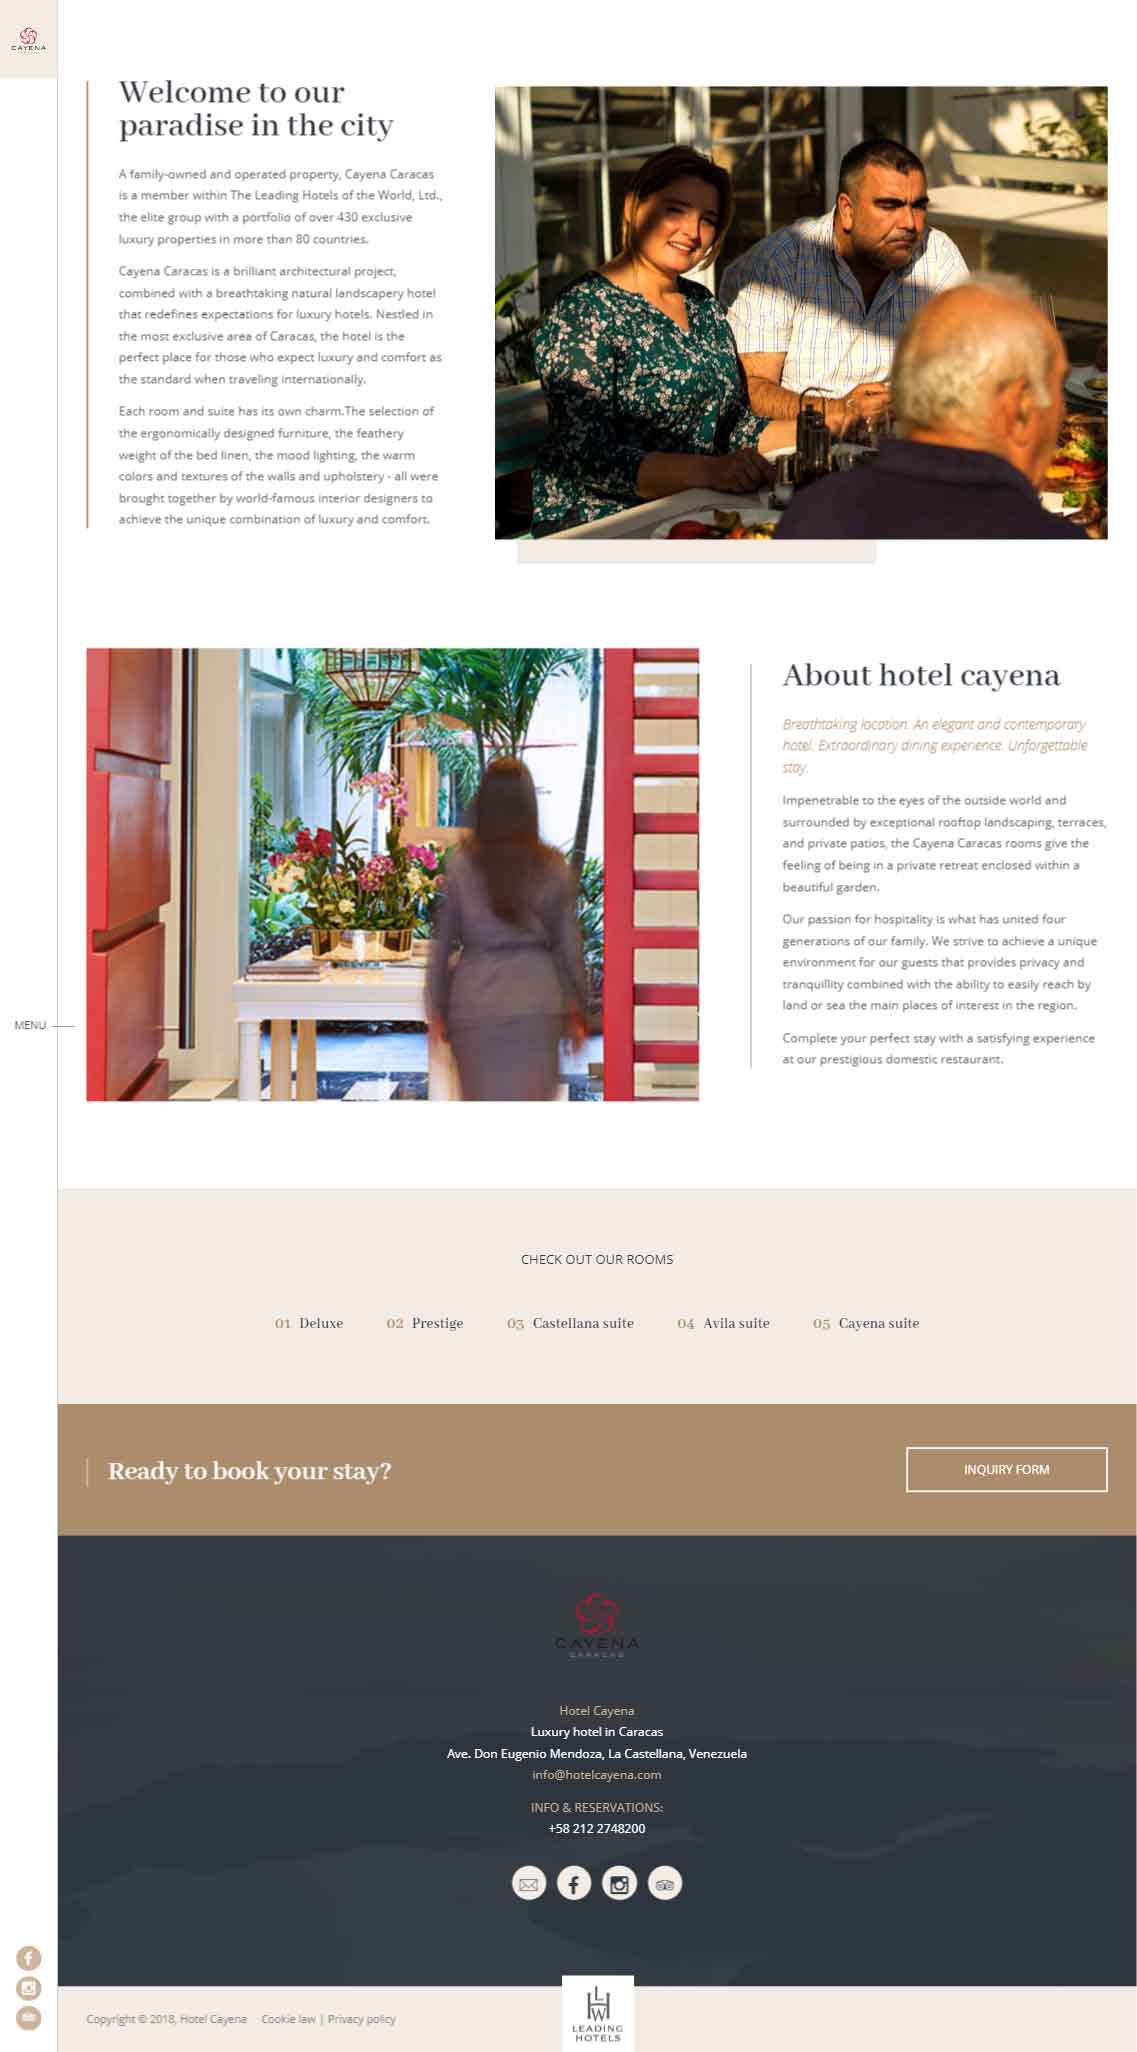 CAYENA
Welcome to our
paradise in the city
A family-owned and operated property, Cayena Caracas
is a member within The Leading Hotels of the World, Ltd.,
the elite group with a portfolio of over 430 exclusive
luxury properties in more than 80 countries.
Cayena Caracas is a brilliant architectural project,
combined with a breathtaking natural landscapery hotel
that redefines expectations for luxury hotels. Nestled in
the most exclusive area of Caracas, the hotel is the
perfect place for those who expect luxury and comfort as
the standard when traveling internationally.
Each room and suite has its own charm.The selection of
the ergonomically designed furniture, the feathery
weight of the bed linen, the mood lighting, the warm
colors and textures of the walls and upholstery - all were
brought together by world-famous interior designers to
achieve the unique combination of luxury and comfort.
About hotel cayena
Breathtaking location. An elegant and contemporary
hotel. Extraordinary dining experience. Unforgettable
stay.
Impenetrable to the eyes of the outside world and
surrounded by exceptional rooftop landscaping, terraces,
and private patios, the Cayena Caracas rooms give the
feeling of being in a private retreat enclosed within a
beautiful garden.
Our passion for hospitality is what has united four
generations of our family. We strive to achieve a unique
environment for our guests that provides privacy and
tranquillity combined with the ability to easily reach by
land or sea the main places of interest in the region.
Complete your perfect stay with a satisfying experience
at our prestigious domestic restaurant.
MENU
CHECK OUT OUR ROOMS
01 Deluxe 02 Prestige 03 Castellana suite 04 Avila suite 05 Cayena suite
Ready to book your stay?
INQUIRY FORM
CAYENA
CARACAS
Hotel Cayena
Luxury hotel in Caracas
Ave. Don Eugenio Mendoza, La Castellana, Venezuela
info@hotelcayena.com
INFO & RESERVATIONS:
+58 212 2748200
Copyright © 2018, Hotel Cayena Cookie law | Privacy policy
LHW
LEADING
HOTELS